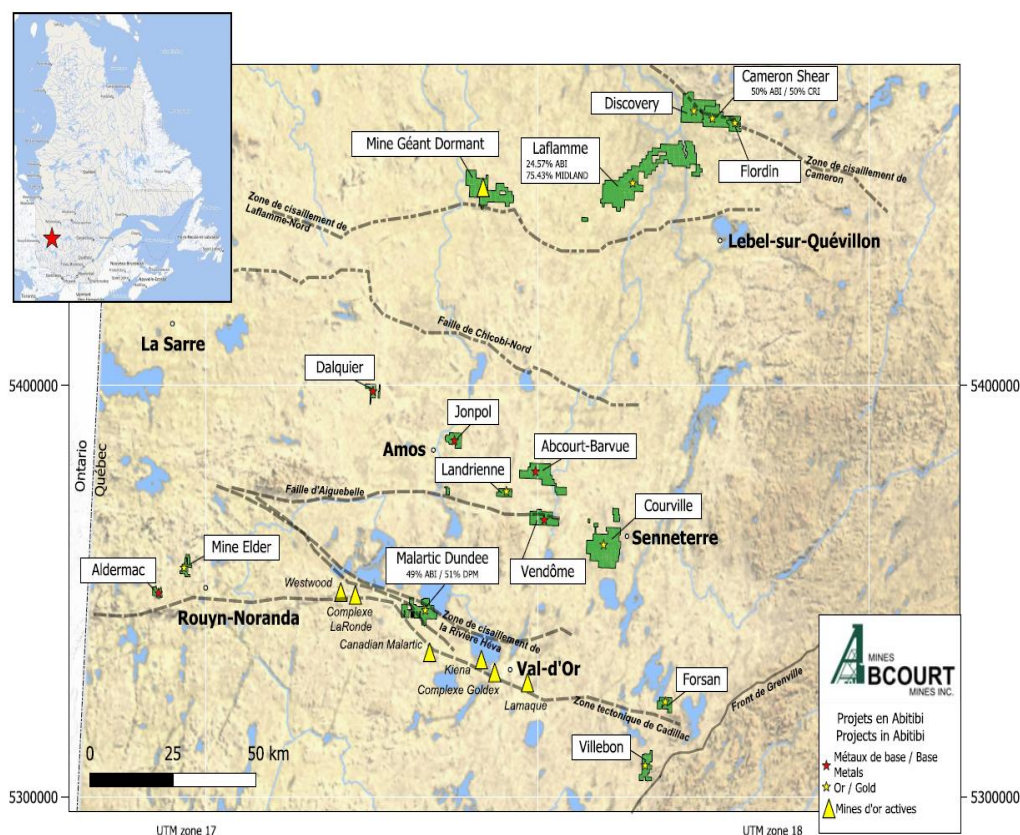 Cameron Shear
50% ABI / 50% CRI
Discovery
Flordin
Mine Géant Dormant
Laflamme
24.57% ABI
75.43% MIDLAND
Zone de cisaillement de
Cameron
Zone de cisaillement de
Laflamme-Nord
Lebel-sur-Quévillon
La Sarre
Faille de Chicobi-Nord
Dalquier
5400000
5400000
Jonpol
Amos
Abcourt-Barvue
Landrienne
Ontario
Québec
Faille d'Aiguebelle
Courville
Senneterre
Mine Elder
Aldermac
Malartic Dundee
49% ABI / 51% DPM
Vendôme
Westwood
Rouyn-Noranda
Complexe
LaRonde
Zone de cisaillement de
la Rivière Héva
Canadian Malartic
Kiena
Val-d'Or
Complexe Goldex
Lamaque
Forsan
Zone tectonique de Cadillac
Front de Grenville
Villebon
0 25 50 km
MINES
ABCOURT
MINES INC.
Projets en Abitibi
Projects in Abitibi
Métaux de base / Base
Metals
Or / Gold
Mines d'or actives
5300000
5300000
UTM zone 17
UTM zone 18